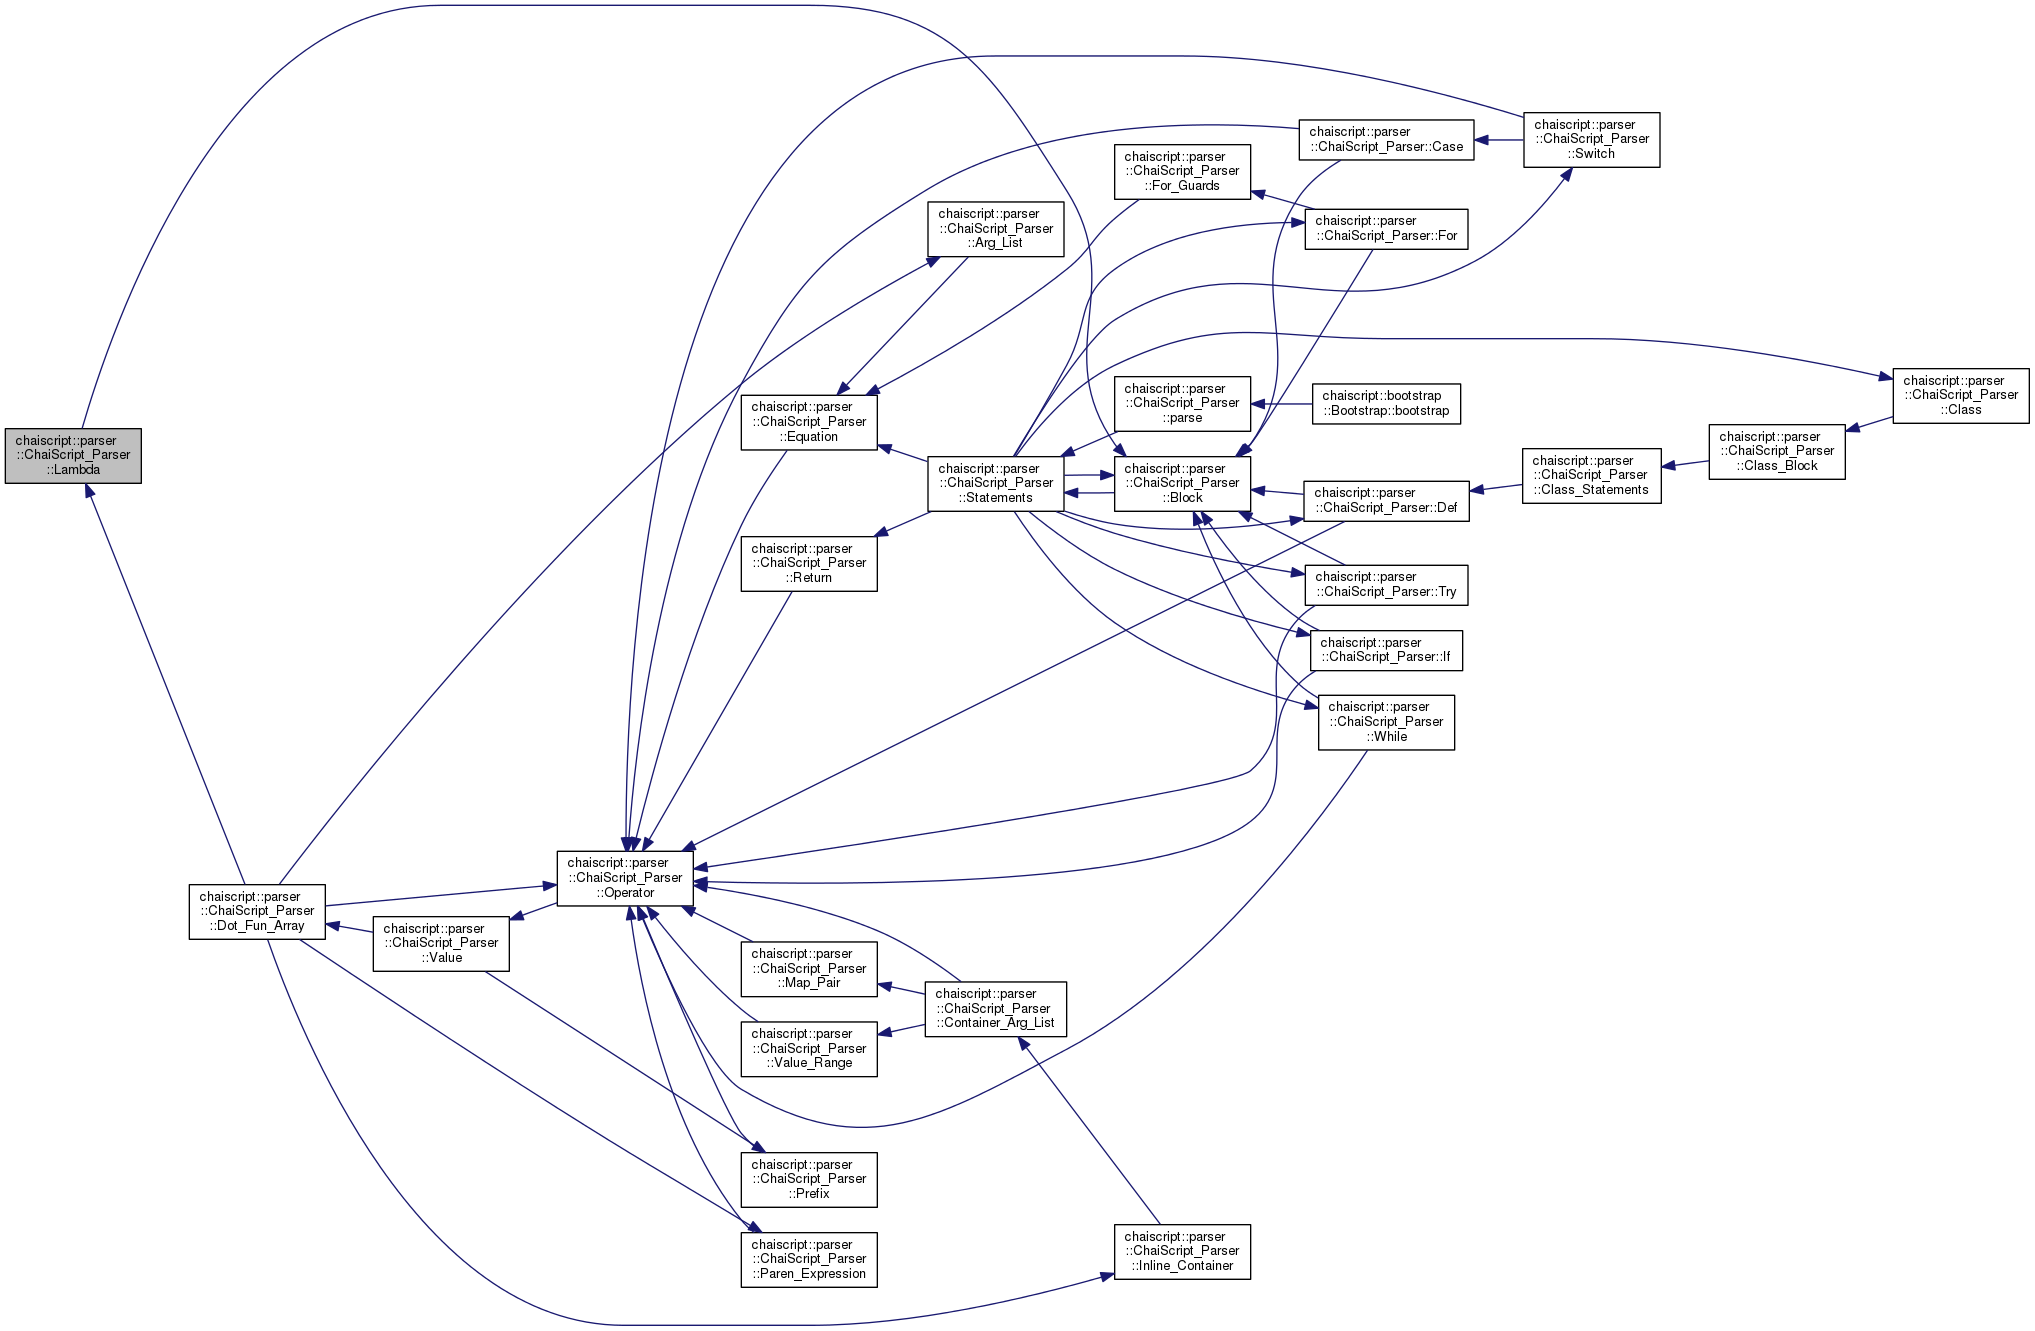 chaiscript::parser
::ChaiScript_Parser
::Lambda
chaiscript::parser
::ChaiScript_Parser
::Dot_Fun_Array
chaiscript::parser
::ChaiScript_Parser
::Value
chaiscript::parser
::ChaiScript_Parser
::Operator
chaiscript::parser
::ChaiScript_Parser
::Equation
chaiscript::parser
::ChaiScript_Parser
::Return
chaiscript::parser
::ChaiScript_Parser
::Map_Pair
chaiscript::parser
::ChaiScript_Parser
::Value_Range
chaiscript::parser
::ChaiScript_Parser
::Prefix
chaiscript::parser
::ChaiScript_Parser
::Paren_Expression
chaiscript::parser
::ChaiScript_Parser
::Arg_List
chaiscript::parser
::ChaiScript_Parser
::Statements
chaiscript::parser
::ChaiScript_Parser
::Container_Arg_List
chaiscript::parser
::ChaiScript_Parser
::For_Guards
chaiscript::parser
::ChaiScript_Parser
::parse
chaiscript::parser
::ChaiScript_Parser
::Block
chaiscript::parser
::ChaiScript_Parser
::Inline_Container
chaiscript::parser
::ChaiScript_Parser::Case
chaiscript::parser
::ChaiScript_Parser::For
chaiscript::bootstrap
::Bootstrap::bootstrap
chaiscript::parser
::ChaiScript_Parser::Def
chaiscript::parser
::ChaiScript_Parser::Try
chaiscript::parser
::ChaiScript_Parser::If
chaiscript::parser
::ChaiScript_Parser
::While
chaiscript::parser
::ChaiScript_Parser
::Switch
chaiscript::parser
::ChaiScript_Parser
::Class_Statements
chaiscript::parser
::ChaiScript_Parser
::Class_Block
chaiscript::parser
::ChaiScript_Parser
::Class